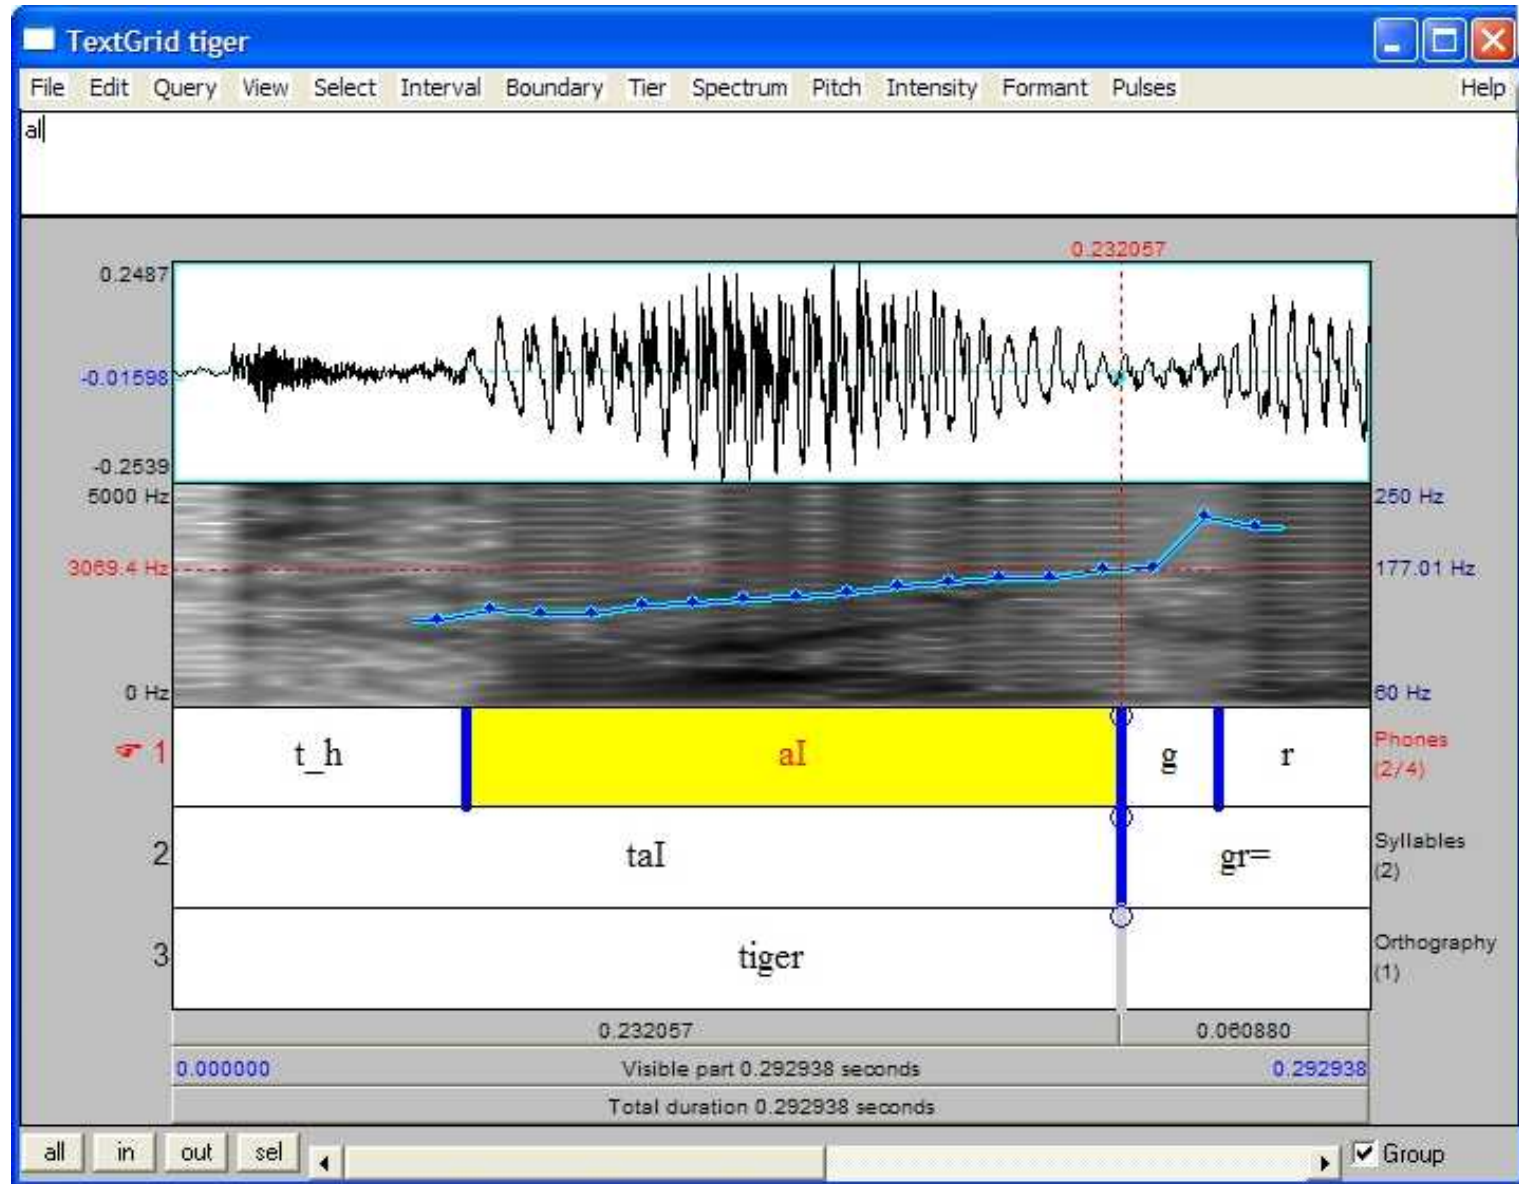 TextGrid tiger
File Edit Query View Select Interval Boundary Tier Spectrum Pitch Intensity Formant Pulses Help
aI
0.232057
0.2487
-0.01598
-0.2539
5000 Hz 250 Hz
3069.4 Hz 177.01 Hz
0 Hz 60 Hz
1 t_h aI g r Phones
(2/4)
2 taI gr= Syllables
(2)
3 tiger Orthography
(1)
0.232057 0.060880
0.000000 Visible part 0.292938 seconds 0.292938
Total duration 0.292938 seconds
all in out sel Group